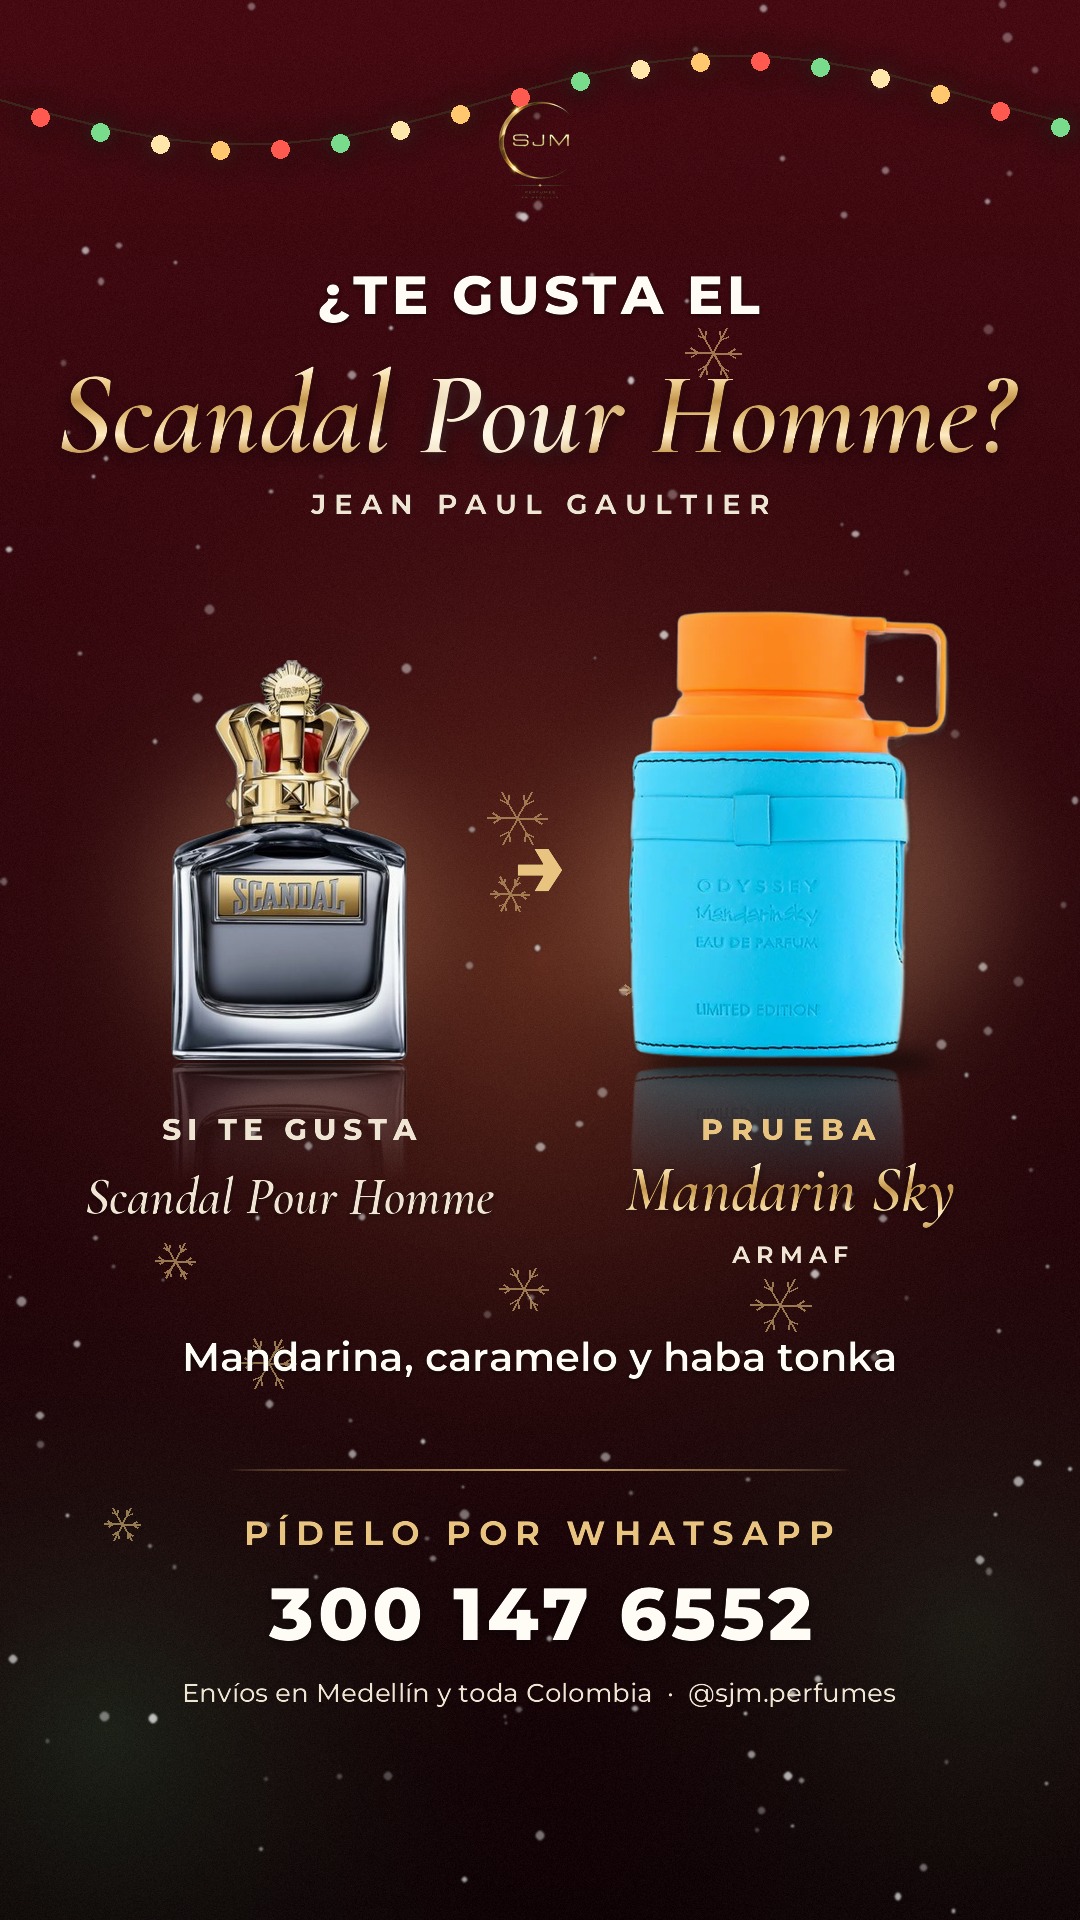 SJM
¿TE GUSTA EL
Scandal Pour Homme?
JEAN PAUL GAULTIER
SCANDAL
ODYSSEY
Mandarin Sky
EAU DE PARFUM
LIMITED EDITION
SI TE GUSTA
Scandal Pour Homme
PRUEBA
Mandarin Sky
ARMAF
Mandarina, caramelo y haba tonka
PÍDELO POR WHATSAPP
300 147 6552
Envíos en Medellín y toda Colombia · @sjm.perfumes